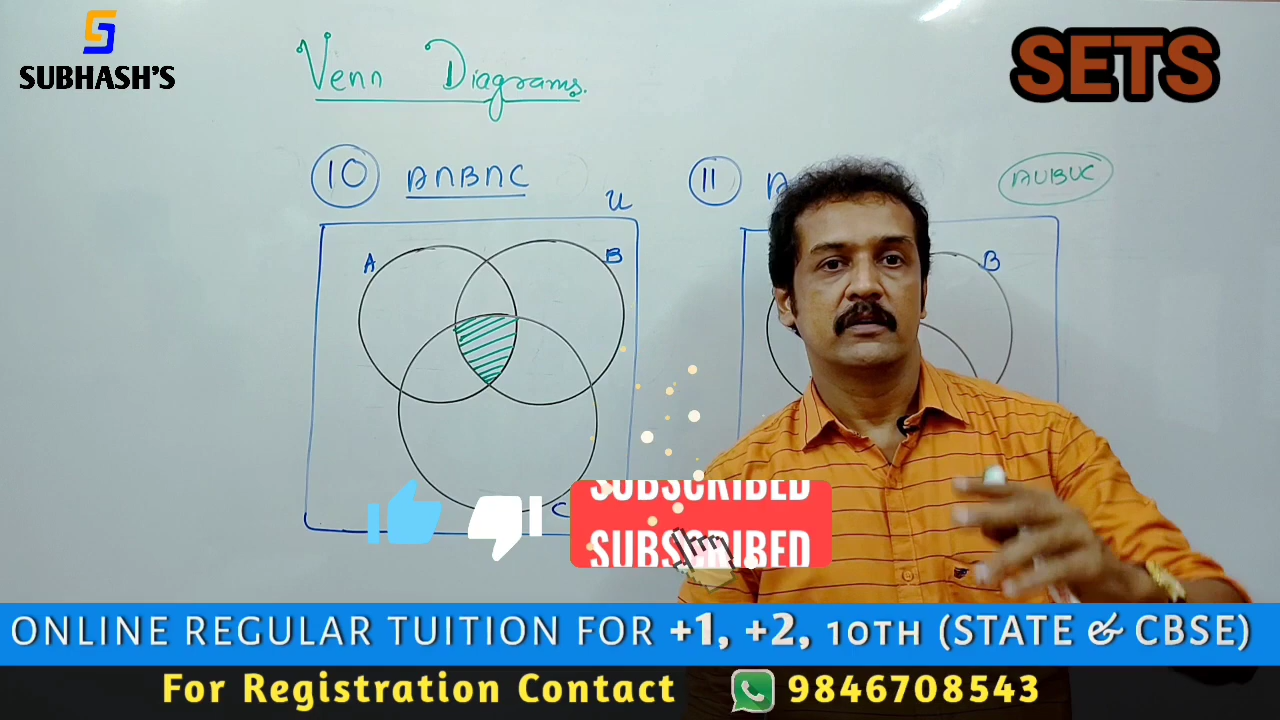 SUBHASH'S
SETS
Venn Diagrams.
10 A∩B∩C
11 A
AUBUC
U
A
B
B
C
SUBSCRIBED
SUBSCRIBED
ONLINE REGULAR TUITION FOR +1, +2, 10TH (STATE & CBSE)
For Registration Contact 9846708543